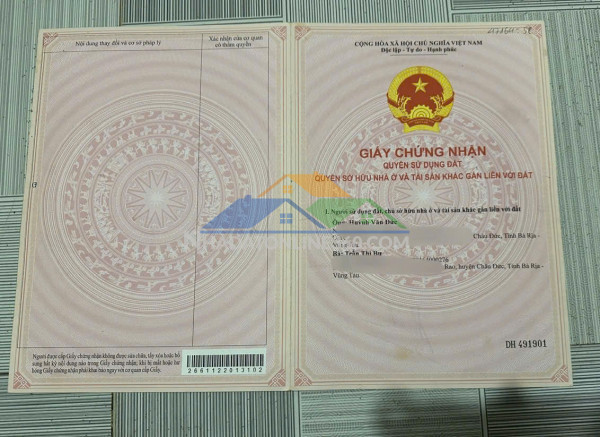 Nội dung thay đổi và cơ sở pháp lý
Xác nhận của cơ quan
có thẩm quyền
Người được cấp Giấy chứng nhận không được sửa chữa, tẩy xóa hoặc bổ
sung bất kỳ nội dung nào trong Giấy chứng nhận; khi bị mất hoặc hư
hỏng Giấy chứng nhận phải khai báo ngay với cơ quan cấp Giấy.
2661122013102
CỘNG HÒA XÃ HỘI CHỦ NGHĨA VIỆT NAM
Độc lập - Tự do - Hạnh phúc
GIẤY CHỨNG NHẬN
QUYỀN SỬ DỤNG ĐẤT
QUYỀN SỞ HỮU NHÀ Ở VÀ TÀI SẢN KHÁC GẮN LIỀN VỚI ĐẤT
I. Người sử dụng đất, chủ sở hữu nhà ở và tài sản khác gắn liền với đất
Ông: Huỳnh Văn Đức
Châu Đức, Tỉnh Bà Rịa -
Bà: Trần Thị
huyện Châu Đức, Tỉnh Bà Rịa -
Vũng Tàu
DH 491901